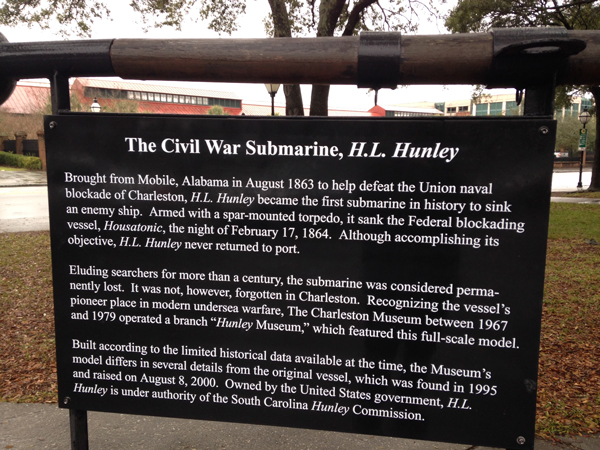 The Civil War Submarine, H.L. Hunley
Brought from Mobile, Alabama in August 1863 to help defeat the Union naval
blockade of Charleston, H.L. Hunley became the first submarine in history to sink
an enemy ship. Armed with a spar-mounted torpedo, it sank the Federal blockading
vessel, Housatonic, the night of February 17, 1864. Although accomplishing its
objective, H.L. Hunley never returned to port.
Eluding searchers for more than a century, the submarine was considered perma-
nently lost. It was not, however, forgotten in Charleston. Recognizing the vessel's
pioneer place in modern undersea warfare, The Charleston Museum between 1967
and 1979 operated a branch "Hunley Museum," which featured this full-scale model.
Built according to the limited historical data available at the time, the Museum's
model differs in several details from the original vessel, which was found in 1995
and raised on August 8, 2000. Owned by the United States government, H.L.
Hunley is under authority of the South Carolina Hunley Commission.